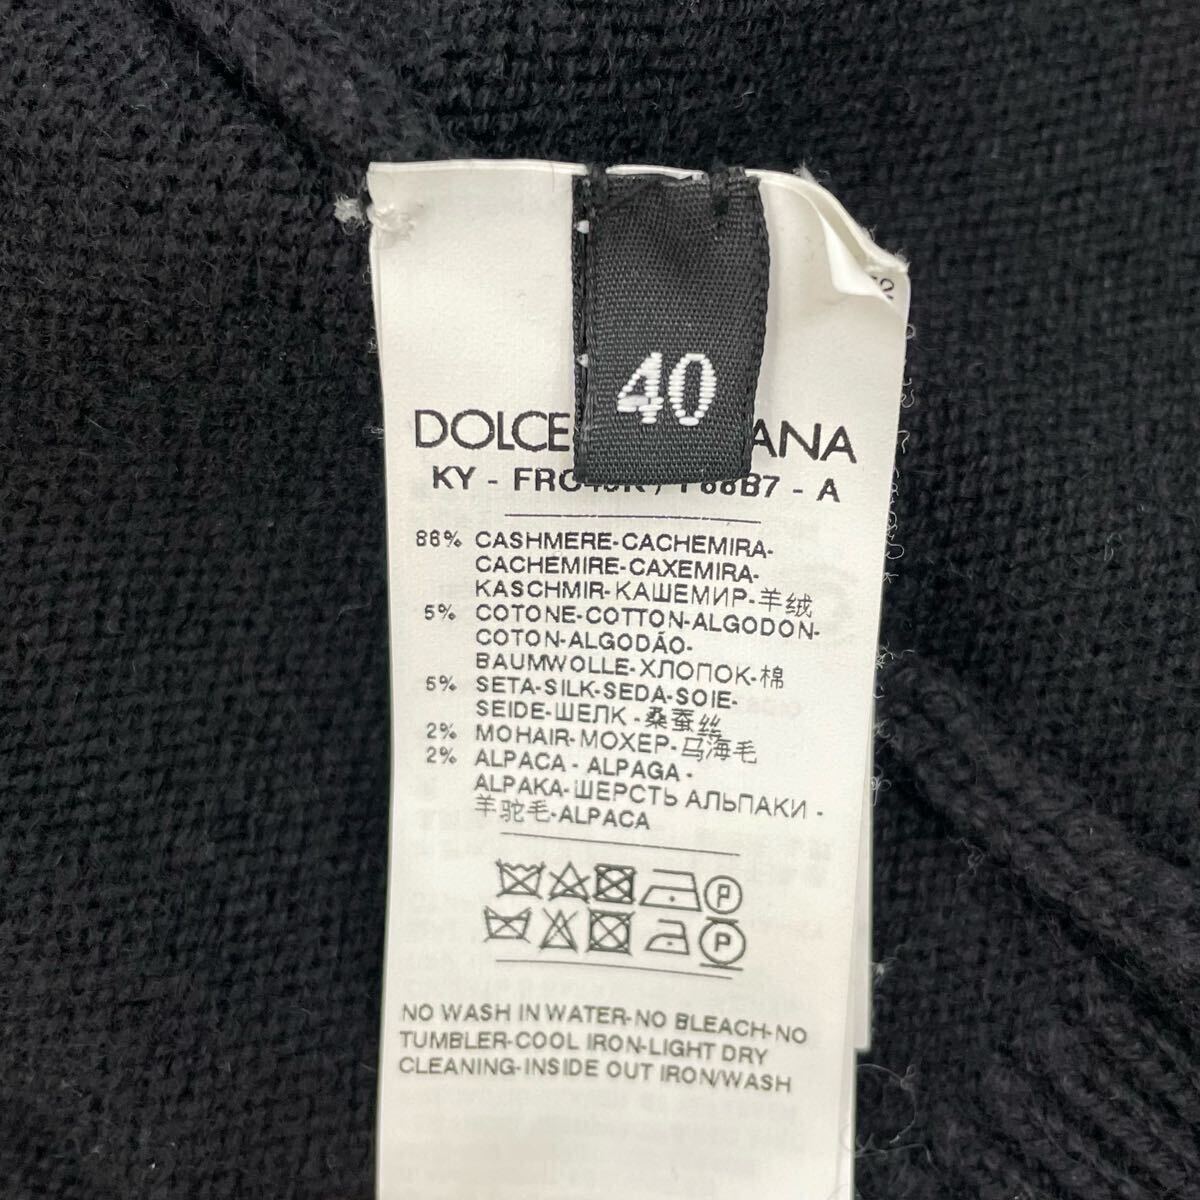 40
DOLCE ANA
KY - 8B7 - A
86% CASHMERE-CACHEMIRA-
CACHEMIRE-CAXEMIRA-
KASCHMIR-КАШЕМИР-羊绒
5% COTONE-COTTON-ALGODON-
COTON-ALGODÃO-
BAUMWOLLE-ХЛОПОК-棉
5% SETA-SILK-SEDA-SOIE-
SEIDE-ШЕЛК-桑蚕丝
2% MOHAIR-МОХЕР-马海毛
2% ALPACA - ALPAGA -
ALPAKA-ШЕРСТЬ АЛЬПАКИ -
羊驼毛-ALPACA
P
P
NO WASH IN WATER-NO BLEACH-NO
TUMBLER-COOL IRON-LIGHT DRY
CLEANING-INSIDE OUT IRON/WASH